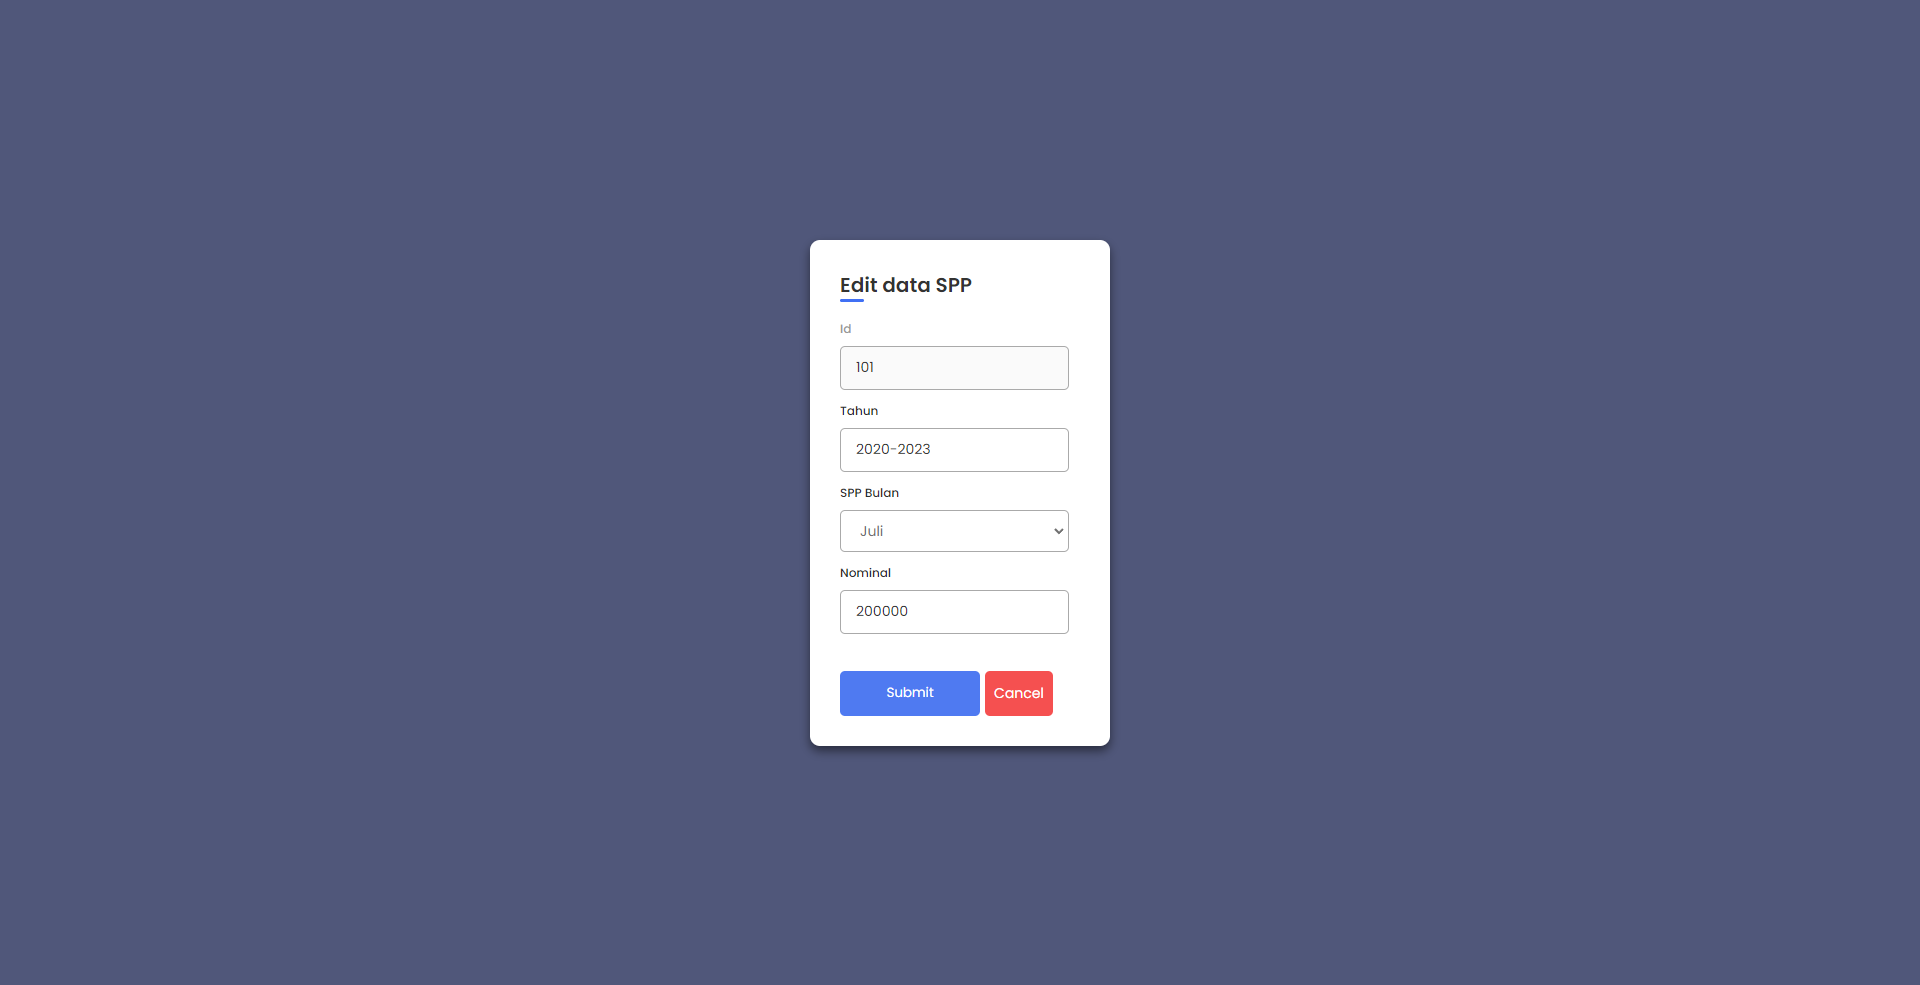 Edit data SPP
Id
101
Tahun
2020-2023
SPP Bulan
Juli
Nominal
200000
Submit Cancel